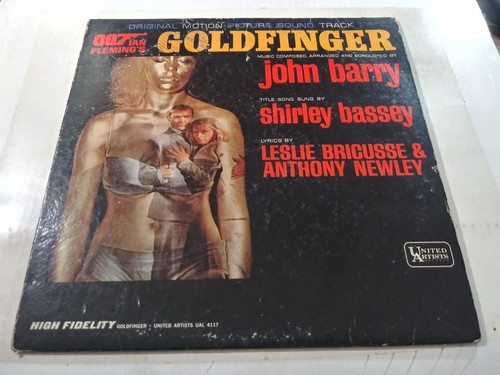 ORIGINAL MOTION PICTURE SOUND TRACK
007 IAN
FLEMING'S
GOLDFINGER
MUSIC COMPOSED, ARRANGED AND CONDUCTED BY
john barry
TITLE SONG SUNG BY
shirley bassey
LYRICS BY
LESLIE BRICUSSE &
ANTHONY NEWLEY
UNITED
ARTISTS
HIGH FIDELITY GOLDFINGER • UNITED ARTISTS UAL 4117